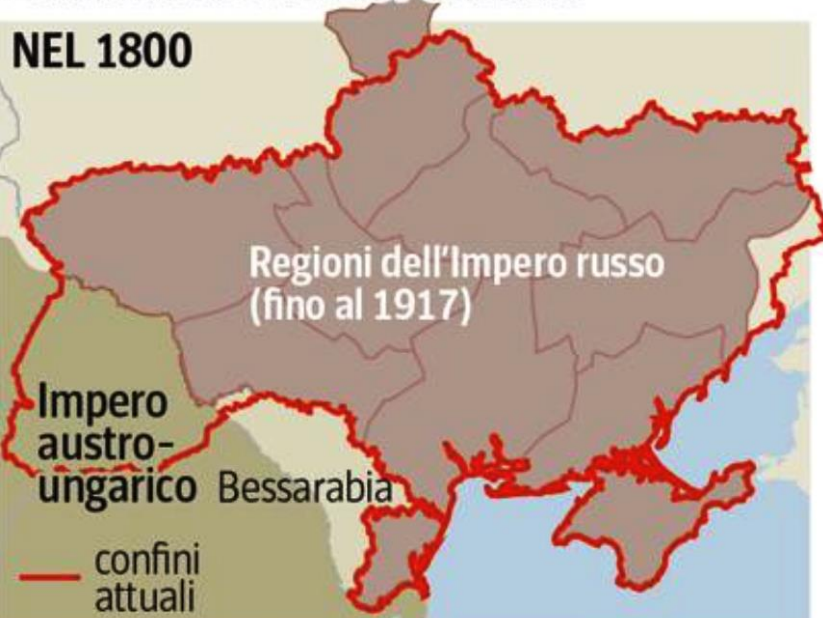 NEL 1800
Regioni dell'Impero russo
(fino al 1917)
Impero
austro-
ungarico
Bessarabia
confini
attuali